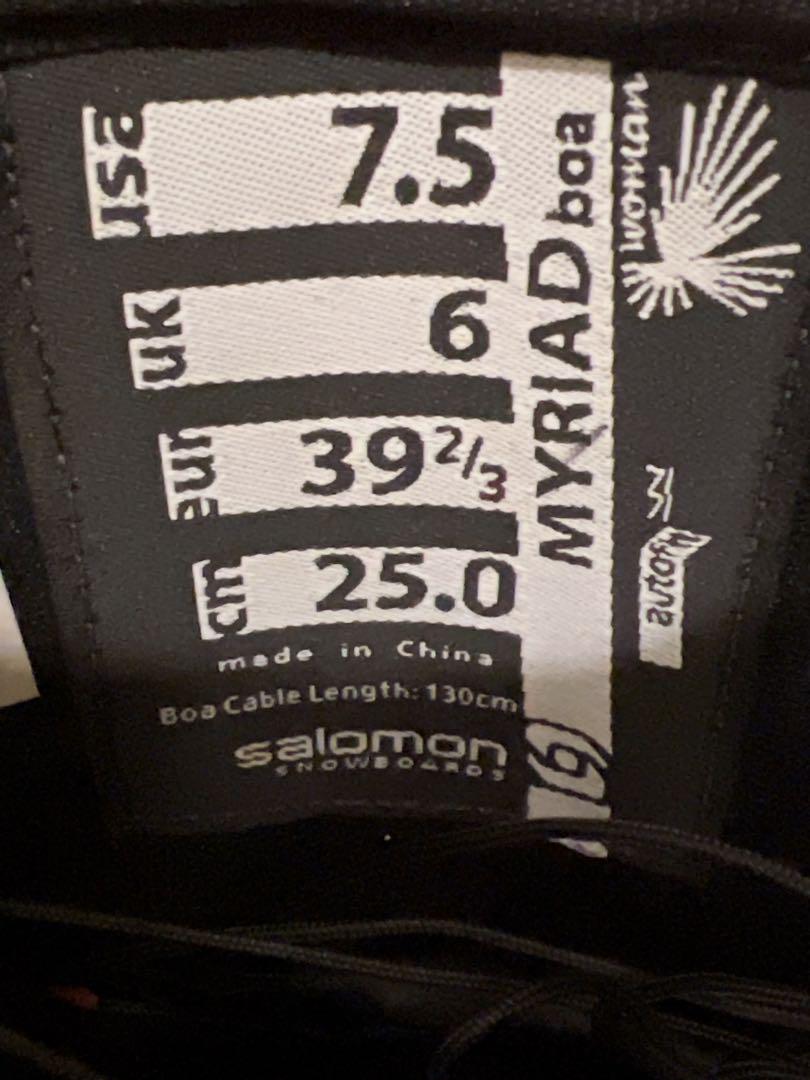 usa 7.5
uk 6
eur 39 2/3
cm 25.0
made in China
Boa Cable Length: 130cm
salomon
SNOWBOARDS
MYRIAD boa
woman
autofit